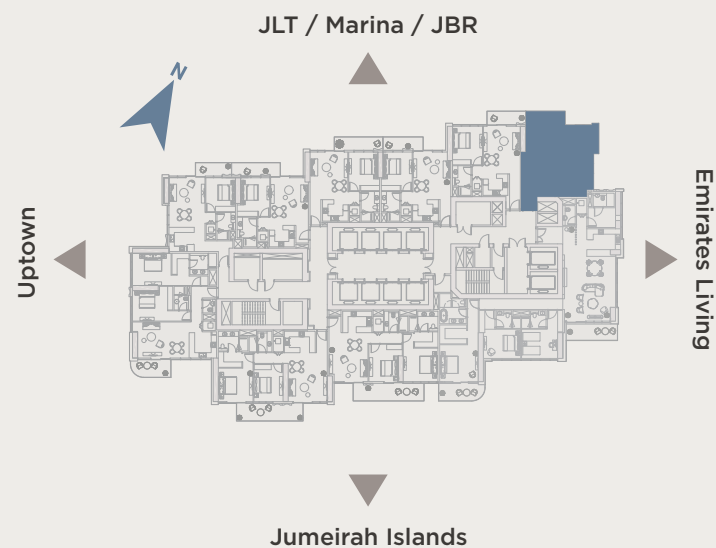 JLT / Marina / JBR
N
Uptown
Emirates Living
Jumeirah Islands